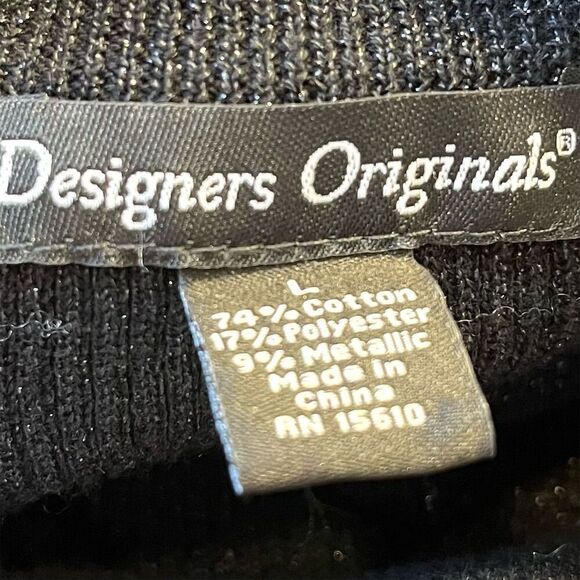 Designers Originals®
L
74% Cotton
17% Polyester
9% Metallic
Made in
China
RN 15610